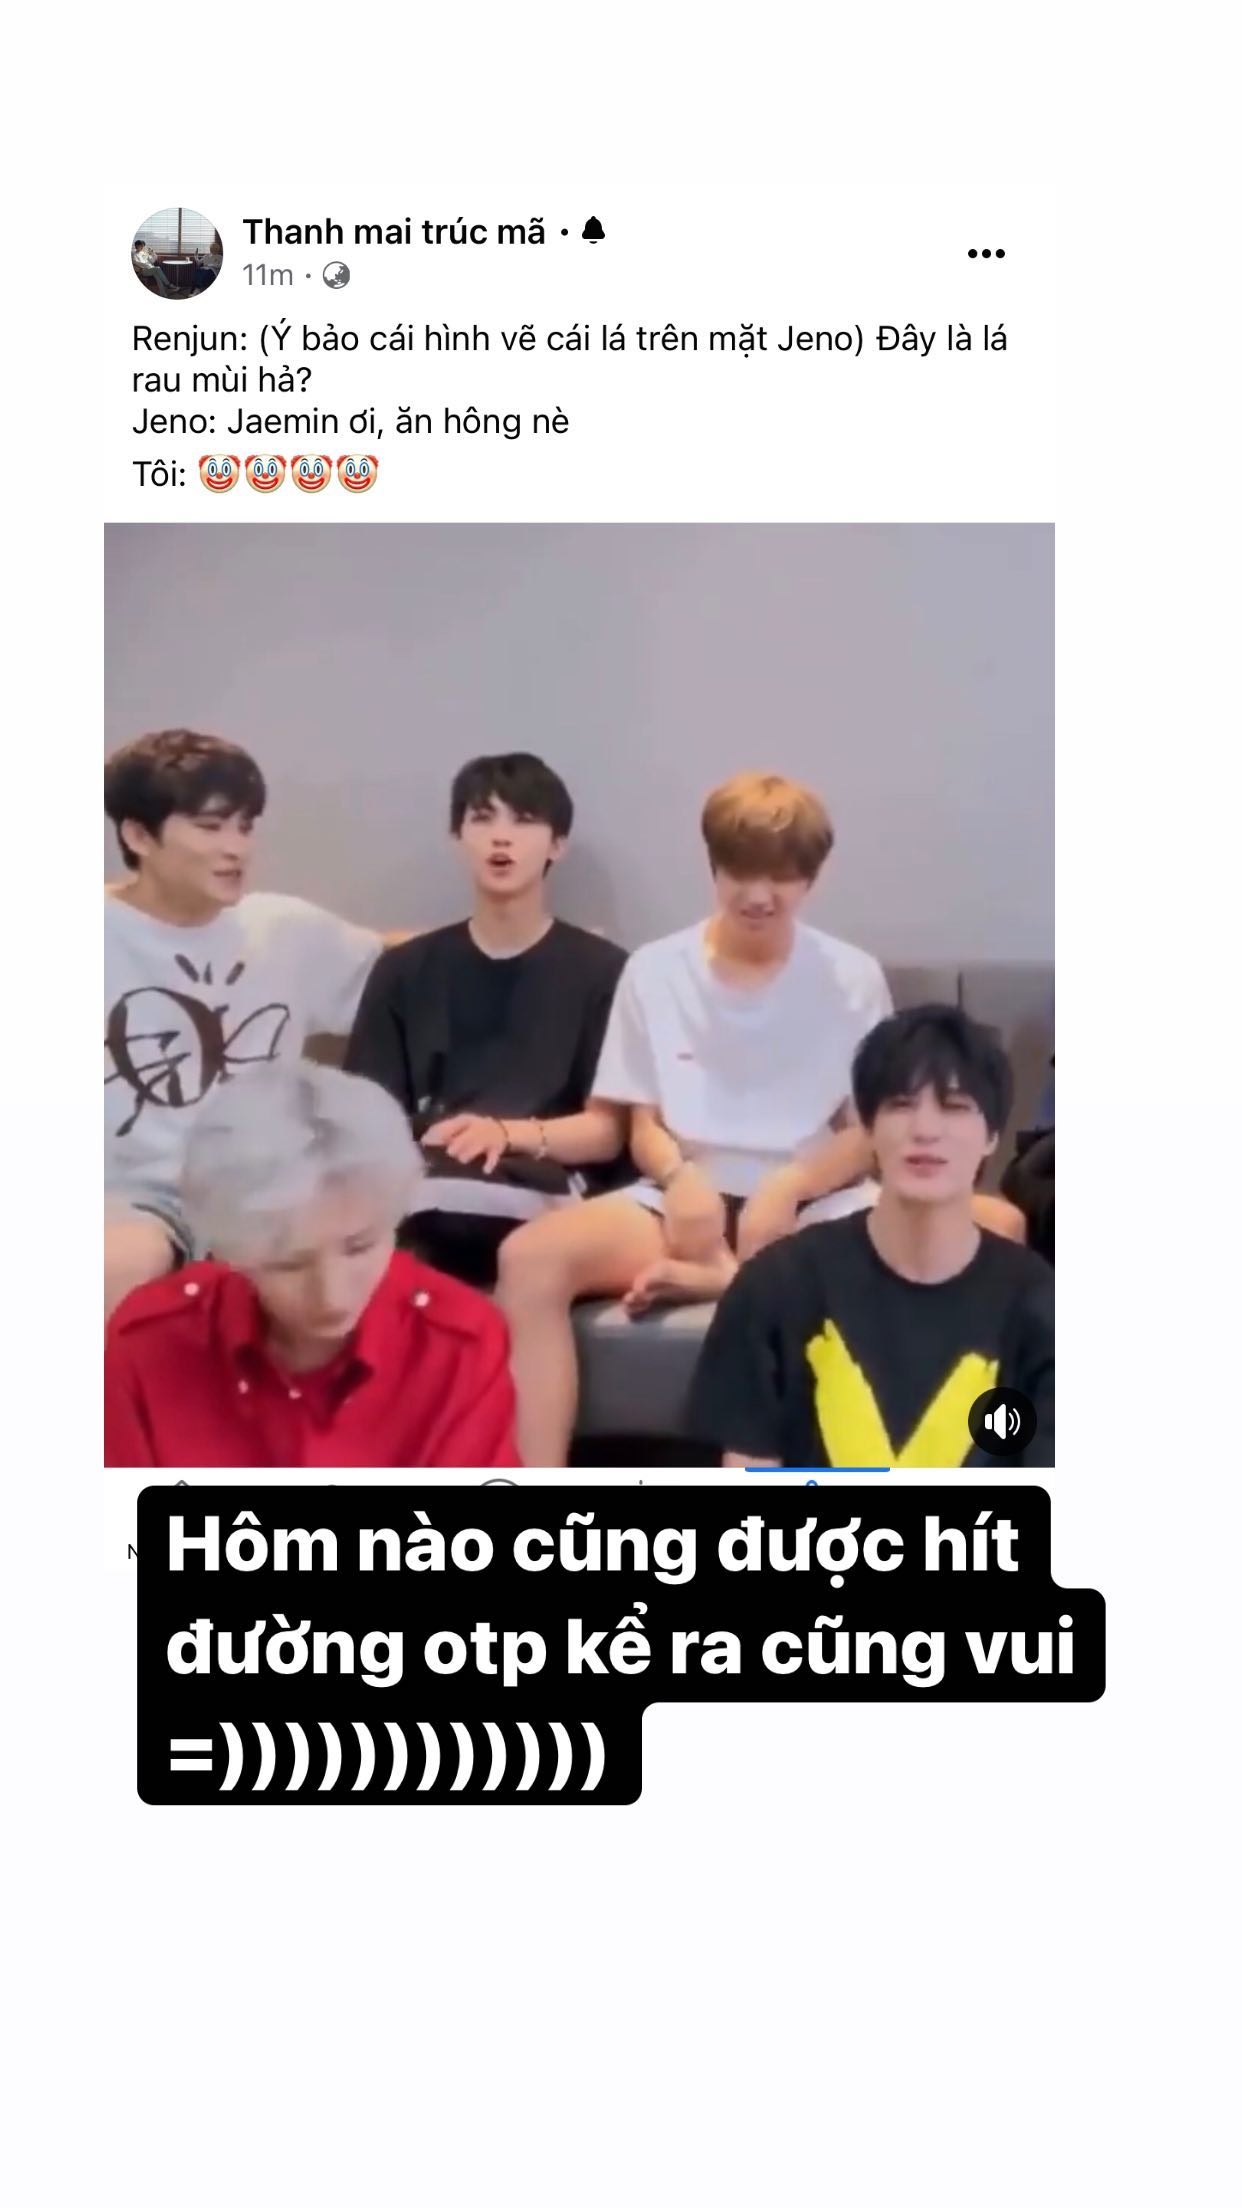 Thanh mai trúc mã · 🔔
11m ·
Renjun: (Ý bảo cái hình vẽ cái lá trên mặt Jeno) Đây là lá
rau mùi hả?
Jeno: Jaemin ơi, ăn hông nè
Tôi: 🤡🤡🤡🤡
N
Hôm nào cũng được hít
đường otp kể ra cũng vui
=))))))))))))